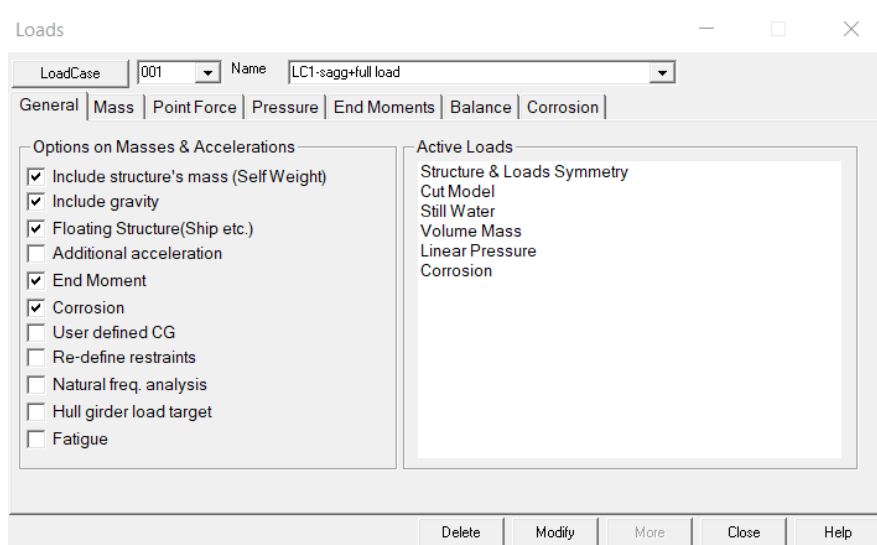 Loads
LoadCase 001 Name LC1-sagg+full load
General Mass Point Force Pressure End Moments Balance Corrosion
Options on Masses & Accelerations
Include structure's mass (Self Weight)
Include gravity
Floating Structure(Ship etc.)
Additional acceleration
End Moment
Corrosion
User defined CG
Re-define restraints
Natural freq. analysis
Hull girder load target
Fatigue
Active Loads
Structure & Loads Symmetry
Cut Model
Still Water
Volume Mass
Linear Pressure
Corrosion
Delete Modify More Close Help